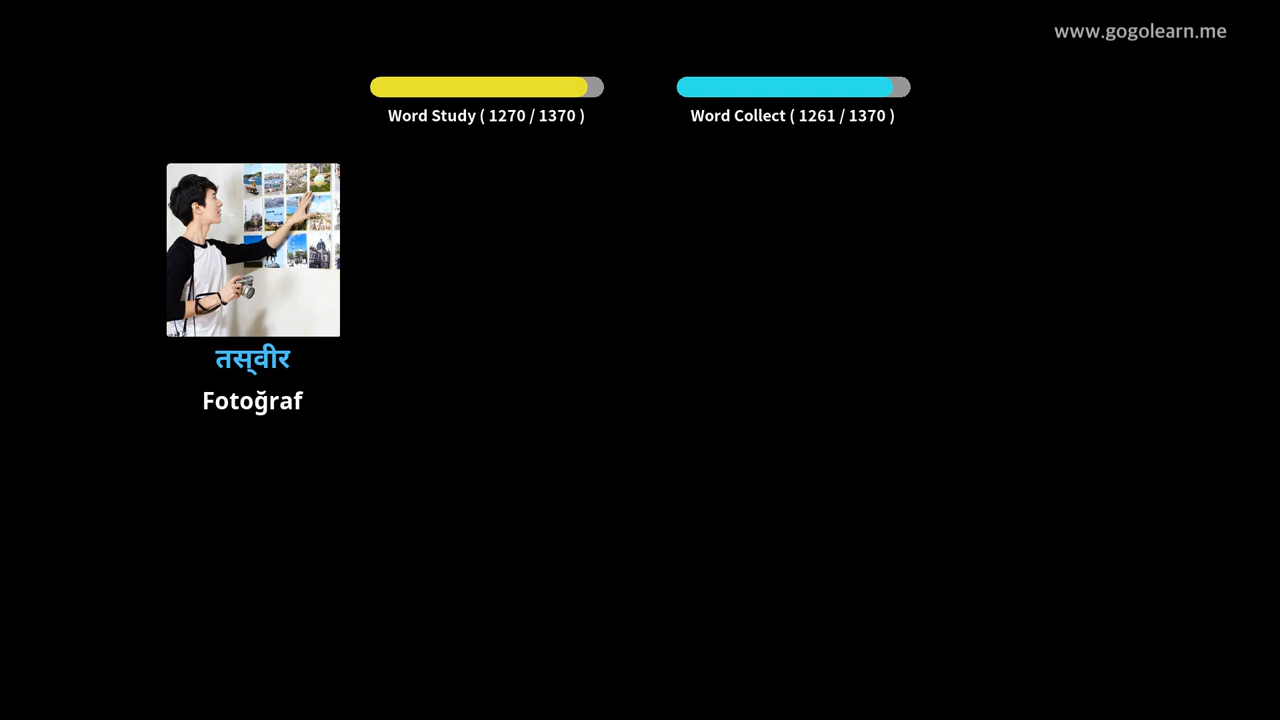 www.gogolearn.me
Word Study ( 1270 / 1370 )
Word Collect ( 1261 / 1370 )
तस्‌वीर
Fotoğraf